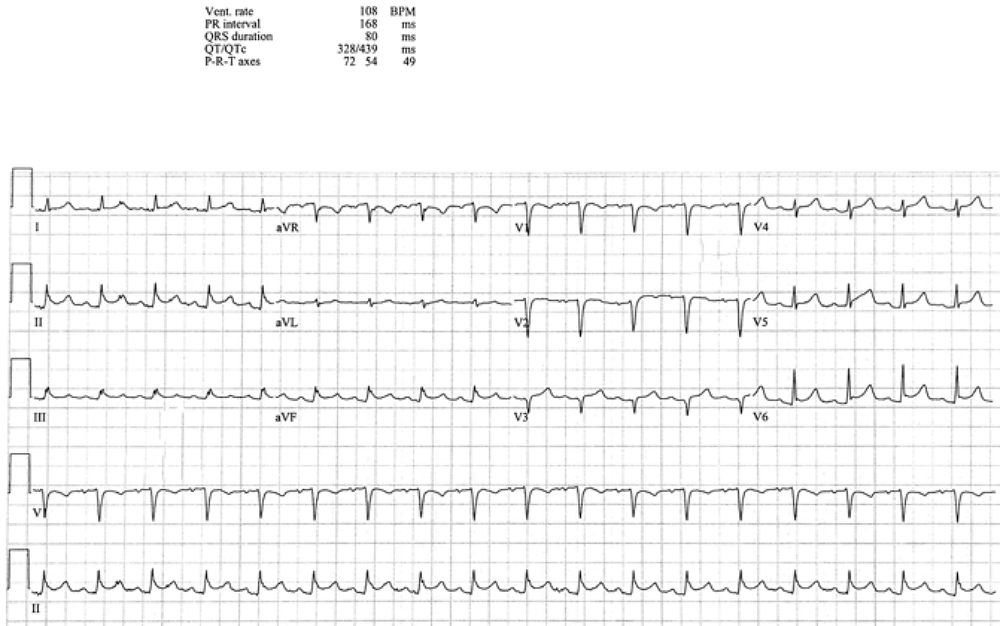 Vent. rate 108 BPM
PR interval 168 ms
QRS duration 80 ms
QT/QTc 328/439 ms
P-R-T axes 72 54 49
I aVR V1 V4
II aVL V2 V5
III aVF V3 V6
V1
II